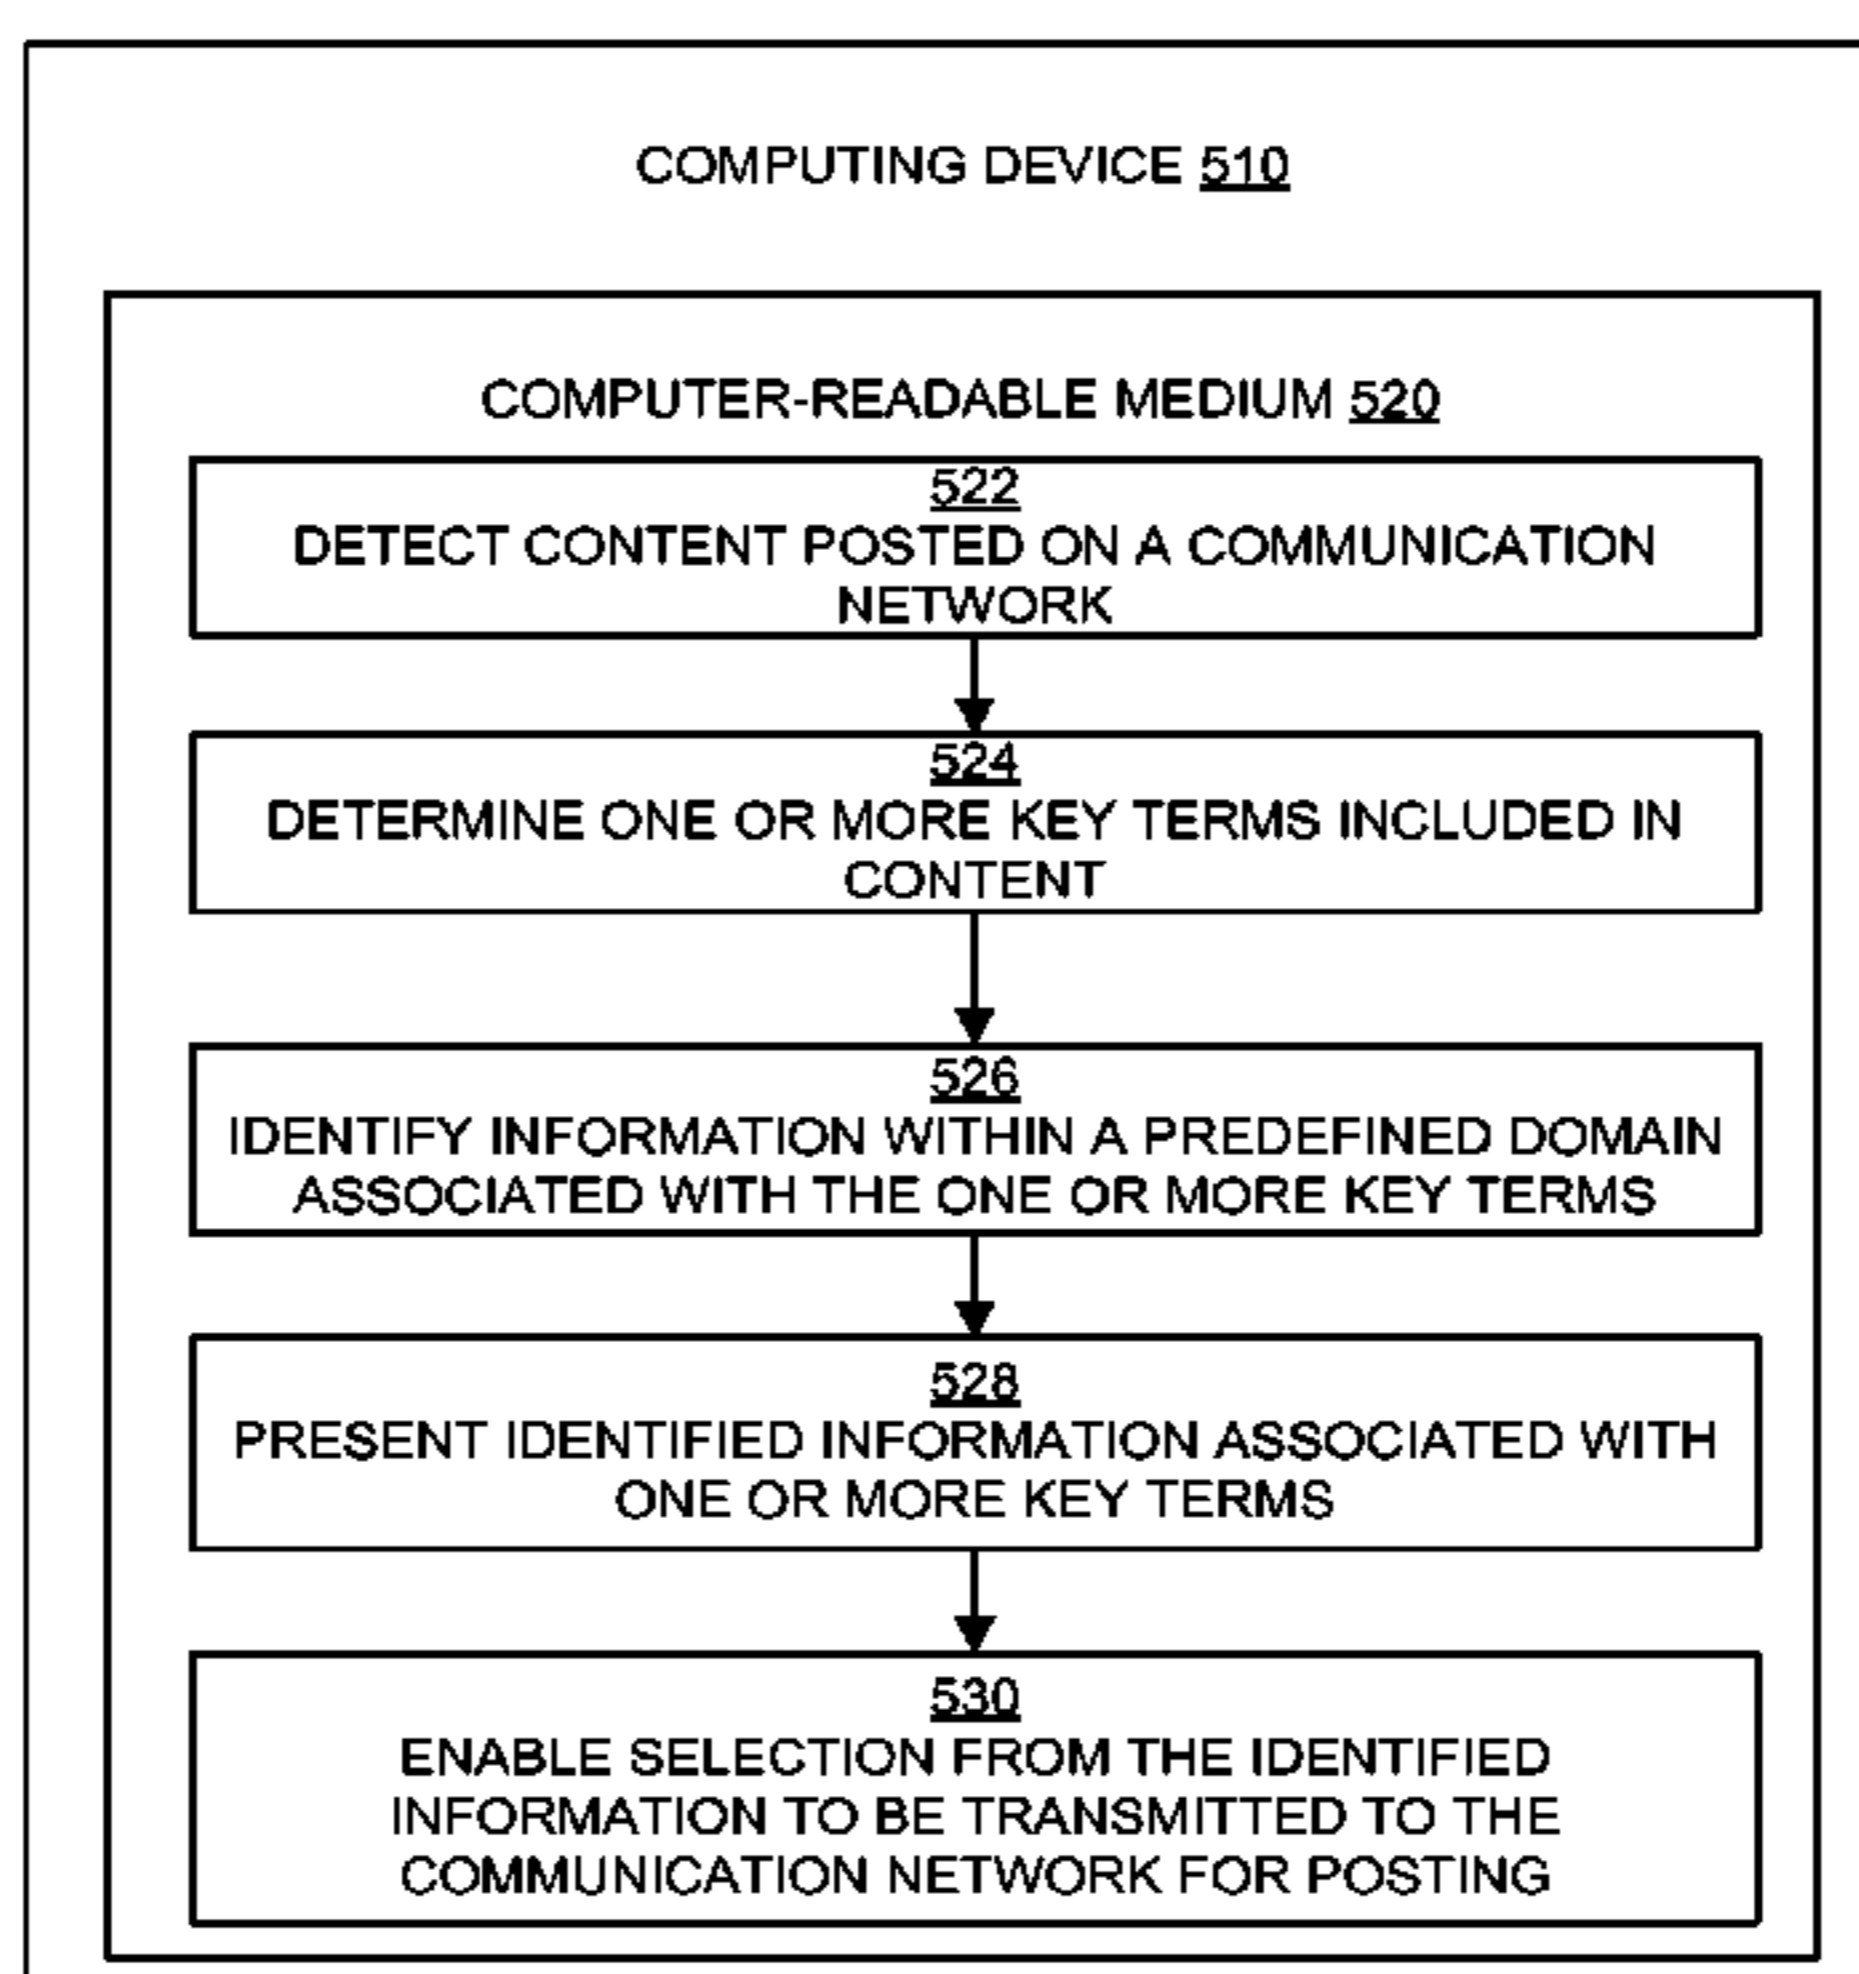 COMPUTING DEVICE 510
COMPUTER-READABLE MEDIUM 520
522
DETECT CONTENT POSTED ON A COMMUNICATION
NETWORK
524
DETERMINE ONE OR MORE KEY TERMS INCLUDED IN
CONTENT
526
IDENTIFY INFORMATION WITHIN A PREDEFINED DOMAIN
ASSOCIATED WITH THE ONE OR MORE KEY TERMS
528
PRESENT IDENTIFIED INFORMATION ASSOCIATED WITH
ONE OR MORE KEY TERMS
530
ENABLE SELECTION FROM THE IDENTIFIED
INFORMATION TO BE TRANSMITTED TO THE
COMMUNICATION NETWORK FOR POSTING